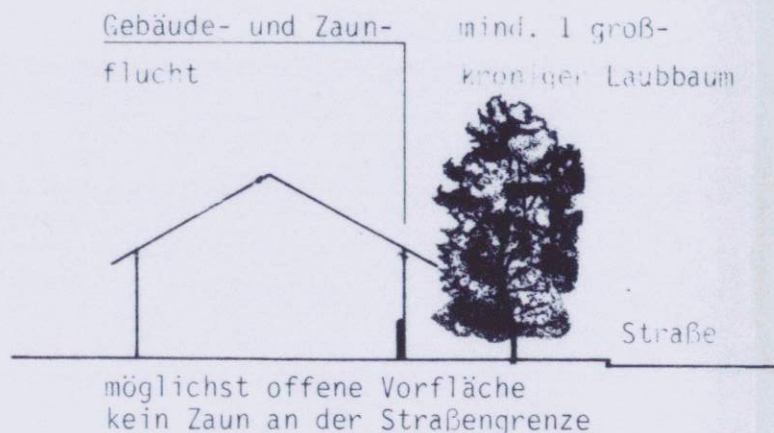 Gebäude- und Zaun-
flucht
mind. 1 groß-
kroniger Laubbaum
Straße
möglichst offene Vorfläche
kein Zaun an der Straßengrenze